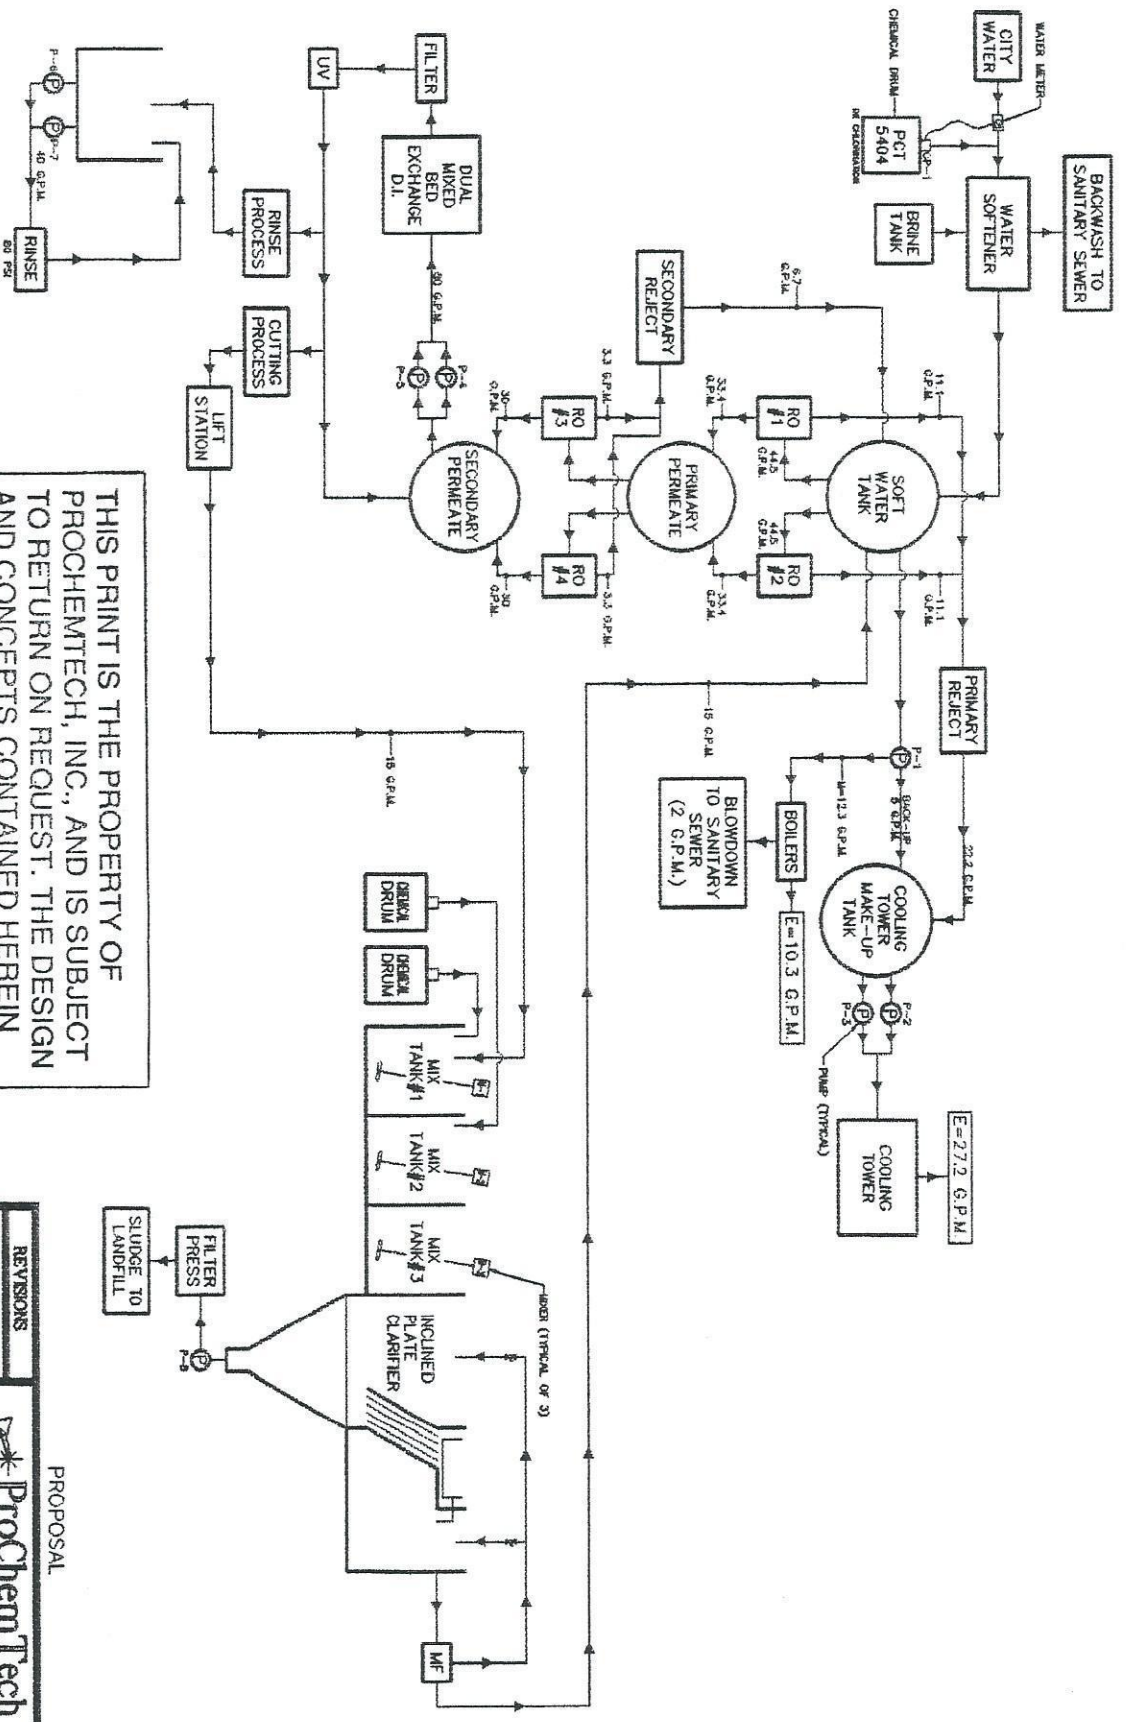 CITY
WATER
WATER METER
CHEMICAL DRUM
PCT
5404
CP-1
DE CHLORINATION
BACKWASH TO
SANITARY SEWER
WATER
SOFTENER
BRINE
TANK
SECONDARY
REJECT
6.7
G.P.M.
SOFT
WATER
TANK
11.1
G.P.M.
RO
#1
44.5
G.P.M.
33.4
G.P.M.
RO
#2
44.5
G.P.M.
33.4
G.P.M.
11.1
G.P.M.
PRIMARY
REJECT
22.2 G.P.M.
PRIMARY
PERMEATE
RO
#3
3.3 G.P.M.
30
G.P.M.
RO
#4
3.3 G.P.M.
30
G.P.M.
SECONDARY
PERMEATE
P-4
P
P-5
P
90 G.P.M.
DUAL
MIXED
BED
EXCHANGE
D.I.
FILTER
UV
RINSE
PROCESS
CUTTING
PROCESS
LIFT
STATION
P-6
P
P-7
P
40 G.P.M.
RINSE
80 PSI
15 G.P.M.
15 G.P.M.
P-1
P
BACK-UP
5 G.P.M.
M=12.3 G.P.M.
BOILERS
E=10.3 G.P.M.
BLOWDOWN
TO SANITARY
SEWER
(2 G.P.M.)
COOLING
TOWER
MAKE-UP
TANK
P-2
P
P-3
P
PUMP (TYPICAL)
COOLING
TOWER
E=27.2 G.P.M.
CHEMICAL
DRUM
CHEMICAL
DRUM
MIX
TANK#1
MIX
TANK#2
MIX
TANK#3
MIXER (TYPICAL OF 3)
INCLINED
PLATE
CLARIFIER
MF
P-8
P
FILTER
PRESS
SLUDGE TO
LANDFILL
THIS PRINT IS THE PROPERTY OF
PROCHEMTECH, INC., AND IS SUBJECT
TO RETURN ON REQUEST. THE DESIGN
AND CONCEPTS CONTAINED HEREIN
PROPOSAL
REVISIONS
ProChemTech